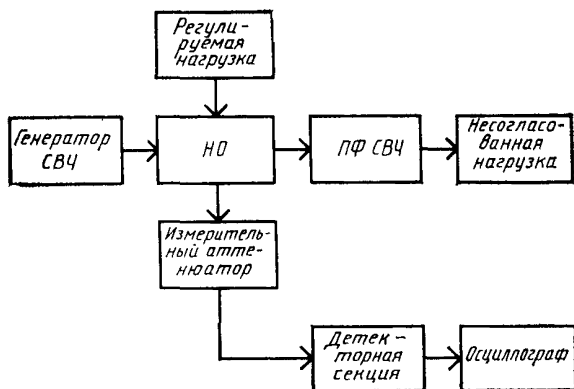 Регули-
руемая
нагрузка
Генератор
СВЧ
НО
ПФ СВЧ
Несогласо-
ванная
нагрузка
Измеритель-
ный атте-
нюатор
Детек-
торная
секция
Осциллограф